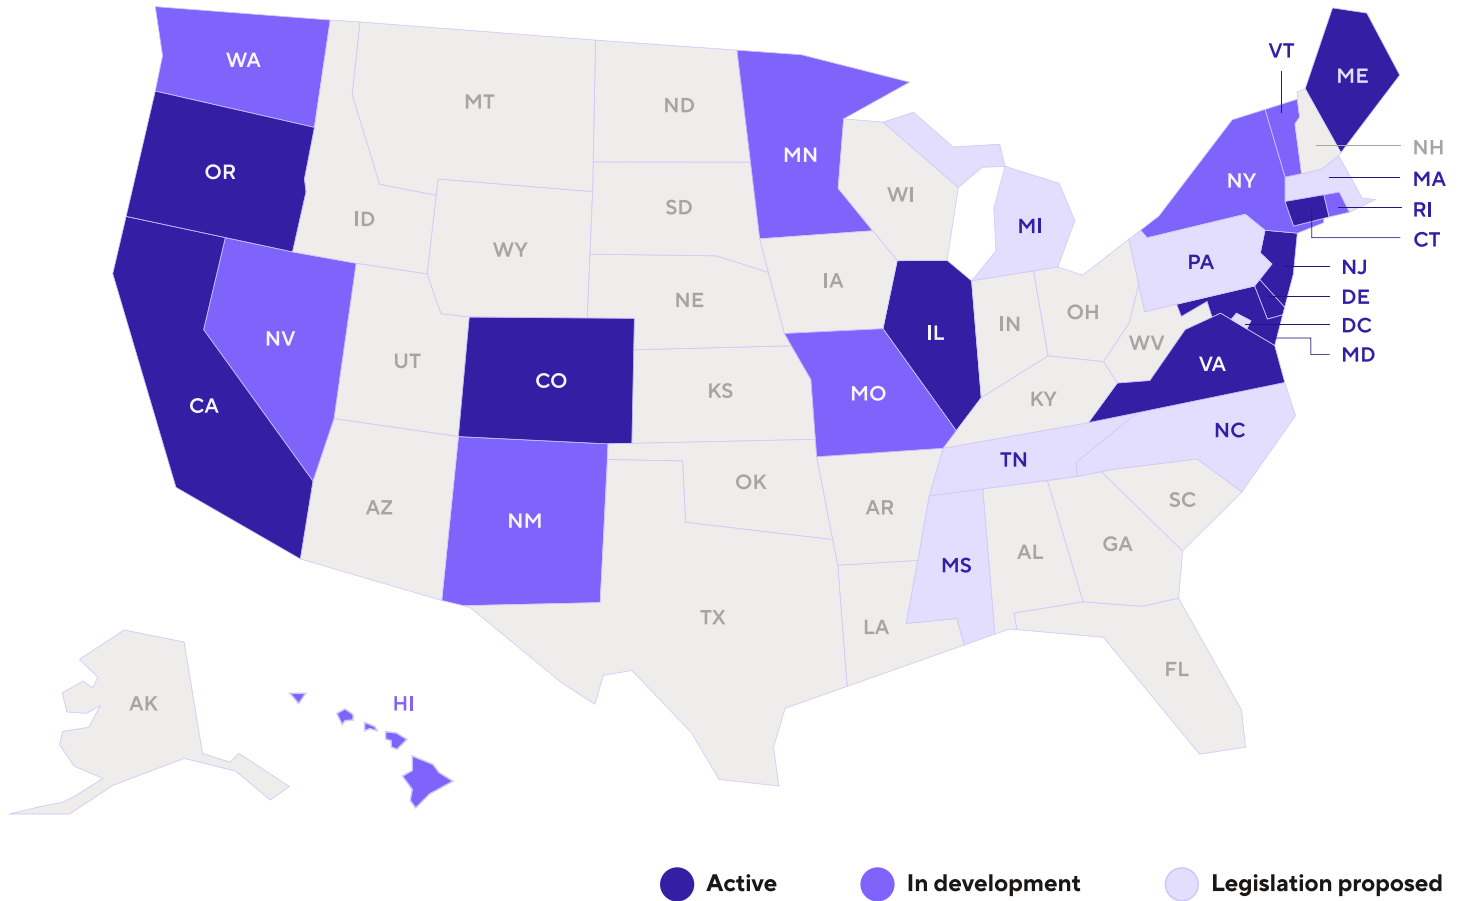 VT
WA
ME
MT
ND
NH
MN
OR
NY
MA
WI
SD
RI
ID
MI
CT
WY
PA
NJ
IA
NE
DE
OH
IN
DC
NV
IL
WV
MD
UT
VA
CO
KS
MO
KY
CA
NC
TN
OK
SC
AZ
AR
NM
GA
AL
MS
TX
LA
FL
AK
HI
Active
In development
Legislation proposed